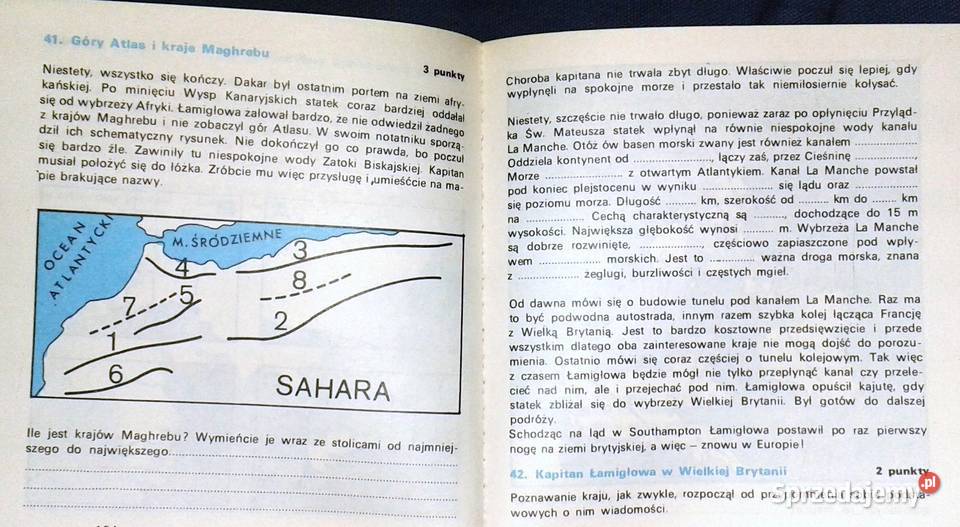 41. Góry Atlas i kraje Maghrebu
3 punkty
Niestety, wszystko się kończy. Dakar był ostatnim portem na ziemi afry-
kańskiej. Po minięciu Wysp Kanaryjskich statek coraz bardziej oddalał
się od wybrzeży Afryki. Łamigłowa żałował bardzo, że nie odwiedził żadnego
z krajów Maghrebu i nie zobaczył gór Atlasu. W swoim notatniku sporzą-
dził ich schematyczny rysunek. Nie dokończył go co prawda, bo poczuł
się bardzo źle. Zawiniły tu niespokojne wody Zatoki Biskajskiej. Kapitan
musiał położyć się do łóżka. Zróbcie mu więc przysługę i umieśćcie na ma-
pie brakujące nazwy.
OCEAN
ATLANTYCKI
M. ŚRÓDZIEMNE
3
4
8
7
5
2
1
6
SAHARA
Ile jest krajów Maghrebu? Wymieńcie je wraz ze stolicami od najmniej-
szego do największego....................
Choroba kapitana nie trwała zbyt długo. Właściwie poczuł się lepiej, gdy
wypłynęli na spokojne morze i przestało tak niemiłosiernie kołysać.
Niestety, szczęście nie trwało długo, ponieważ zaraz po opłynięciu Przyląd-
ka Św. Mateusza statek wpłynął na równie niespokojne wody kanału
La Manche. Otóż ów basen morski zwany jest również kanałem ................
Oddziela kontynent od ...................., łączy zaś, przez Cieśninę ................,
Morze .................... z otwartym Atlantykiem. Kanał La Manche powstał
pod koniec plejstocenu w wyniku .................. się lądu oraz ................
się poziomu morza. Długość .......... km, szerokość od ........ km do ....... km
na ................ Cechą charakterystyczną są ........., dochodzące do 15 m
wysokości. Największa głębokość wynosi .......... m. Wybrzeża La Manche
są dobrze rozwinięte, ................, częściowo zapiaszczone pod wpły-
wem ................ morskich. Jest to ............ ważna droga morska, znana
z ................ żeglugi, burzliwości i częstych mgieł.
Od dawna mówi się o budowie tunelu pod kanałem La Manche. Raz ma
to być podwodna autostrada, innym razem szybka kolej łącząca Francję
z Wielką Brytanią. Jest to bardzo kosztowne przedsięwzięcie i przede
wszystkim dlatego oba zainteresowane kraje nie mogą dojść do porozu-
mienia. Ostatnio mówi się coraz częściej o tunelu kolejowym. Tak więc
z czasem Łamigłowa będzie mógł nie tylko przepłynąć kanał czy przele-
cieć nad nim, ale i przejechać pod nim. Łamigłowa opuścił kajutę, gdy
statek zbliżał się do wybrzeży Wielkiej Brytanii. Był gotów do dalszej
podróży.
Schodząc na ląd w Southampton Łamigłowa postawił po raz pierwszy
nogę na ziemi brytyjskiej, a więc – znowu w Europie!
42. Kapitan Łamigłowa w Wielkiej Brytanii
2 punkty
Poznawanie kraju, jak zwykle, rozpoczął od
wowych o nim wiadomości.
Sprzedajemy.pl